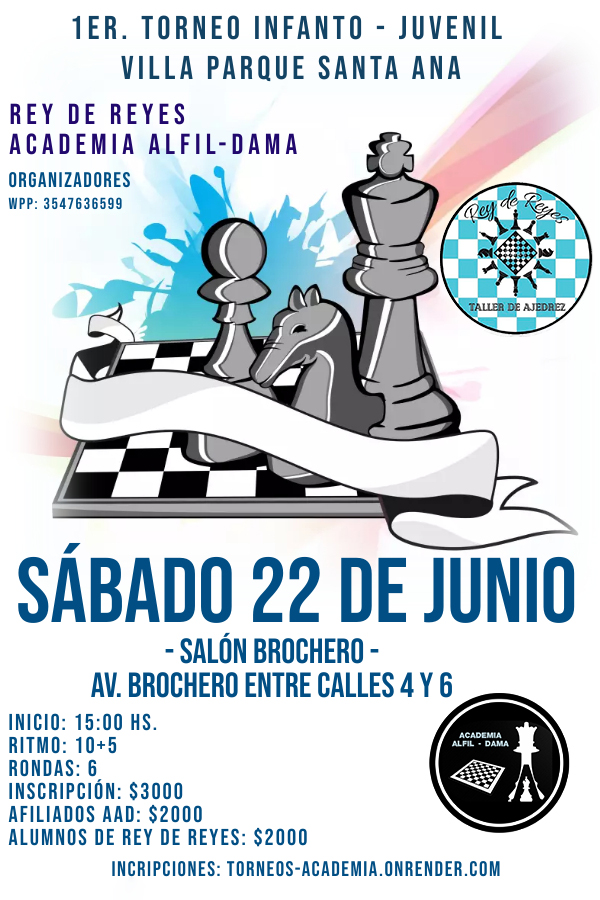 1ER. TORNEO INFANTO - JUVENIL
VILLA PARQUE SANTA ANA
REY DE REYES
ACADEMIA ALFIL-DAMA
ORGANIZADORES
WPP: 3547636599
Rey de Reyes
TALLER DE AJEDREZ
SÁBADO 22 DE JUNIO
- SALÓN BROCHERO -
AV. BROCHERO ENTRE CALLES 4 Y 6
INICIO: 15:00 HS.
RITMO: 10+5
RONDAS: 6
INSCRIPCIÓN: $3000
AFILIADOS AAD: $2000
ALUMNOS DE REY DE REYES: $2000
ACADEMIA
ALFIL - DAMA
INCRIPCIONES: TORNEOS-ACADEMIA.ONRENDER.COM